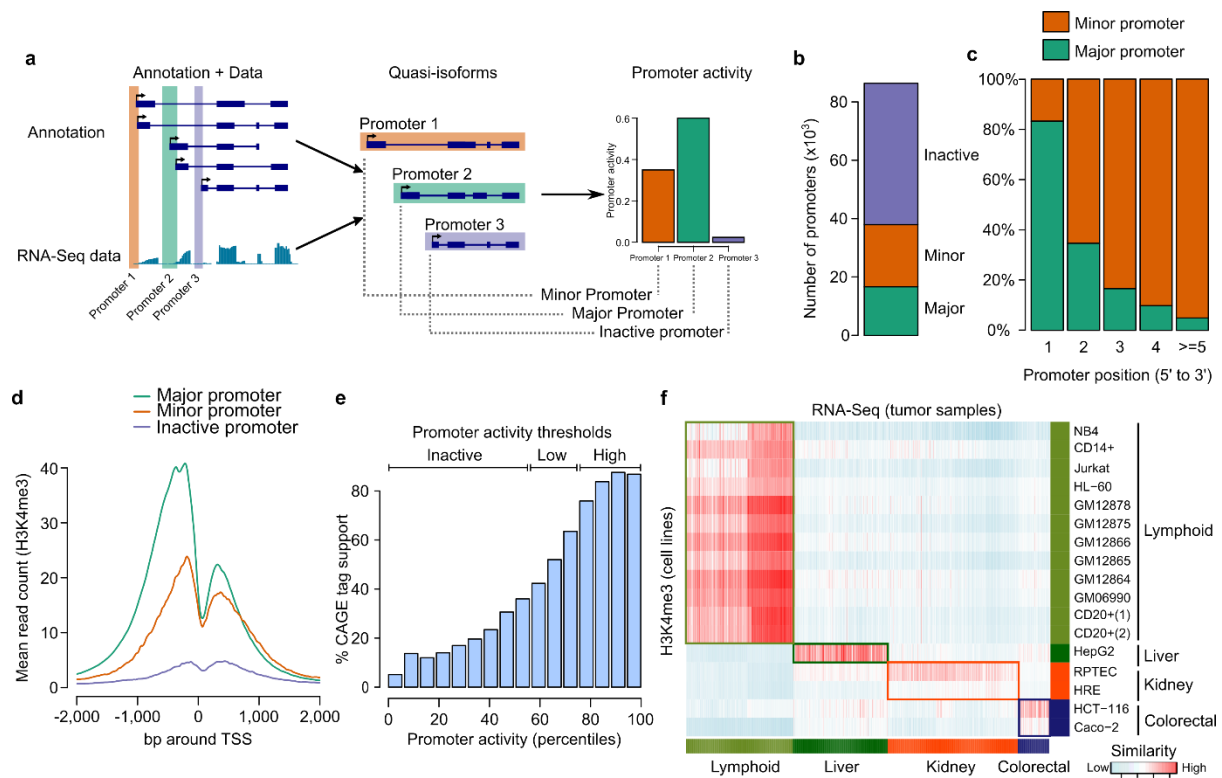 Minor promoter
Major promoter
a
Annotation + Data
Quasi-isoforms
Promoter activity
Annotation
RNA-Seq data
Promoter 1
Promoter 2
Promoter 3
Promoter 1
Promoter 2
Promoter 3
Promoter activity
0.6
0.4
0.2
0.0
Promoter 1
Promoter 2
Promoter 3
Minor Promoter
Major Promoter
Inactive promoter
b
Number of promoters (x10³)
80
60
40
20
0
Inactive
Minor
Major
c
100%
80%
60%
40%
20%
0%
1 2 3 4 >=5
Promoter position (5' to 3')
d
Major promoter
Minor promoter
Inactive promoter
Mean read count (H3K4me3)
40
30
20
10
0
-2,000 -1,000 0 1,000 2,000
bp around TSS
e
Promoter activity thresholds
Inactive Low High
% CAGE tag support
80
60
40
20
0
0 20 40 60 80 100
Promoter activity (percentiles)
f
RNA-Seq (tumor samples)
H3K4me3 (cell lines)
NB4
CD14+
Jurkat
HL-60
GM12878
GM12875
GM12866
GM12865
GM12864
GM06990
CD20+(1)
CD20+(2)
HepG2
RPTEC
HRE
HCT-116
Caco-2
Lymphoid
Liver
Kidney
Colorectal
Lymphoid Liver Kidney Colorectal
Similarity
Low High